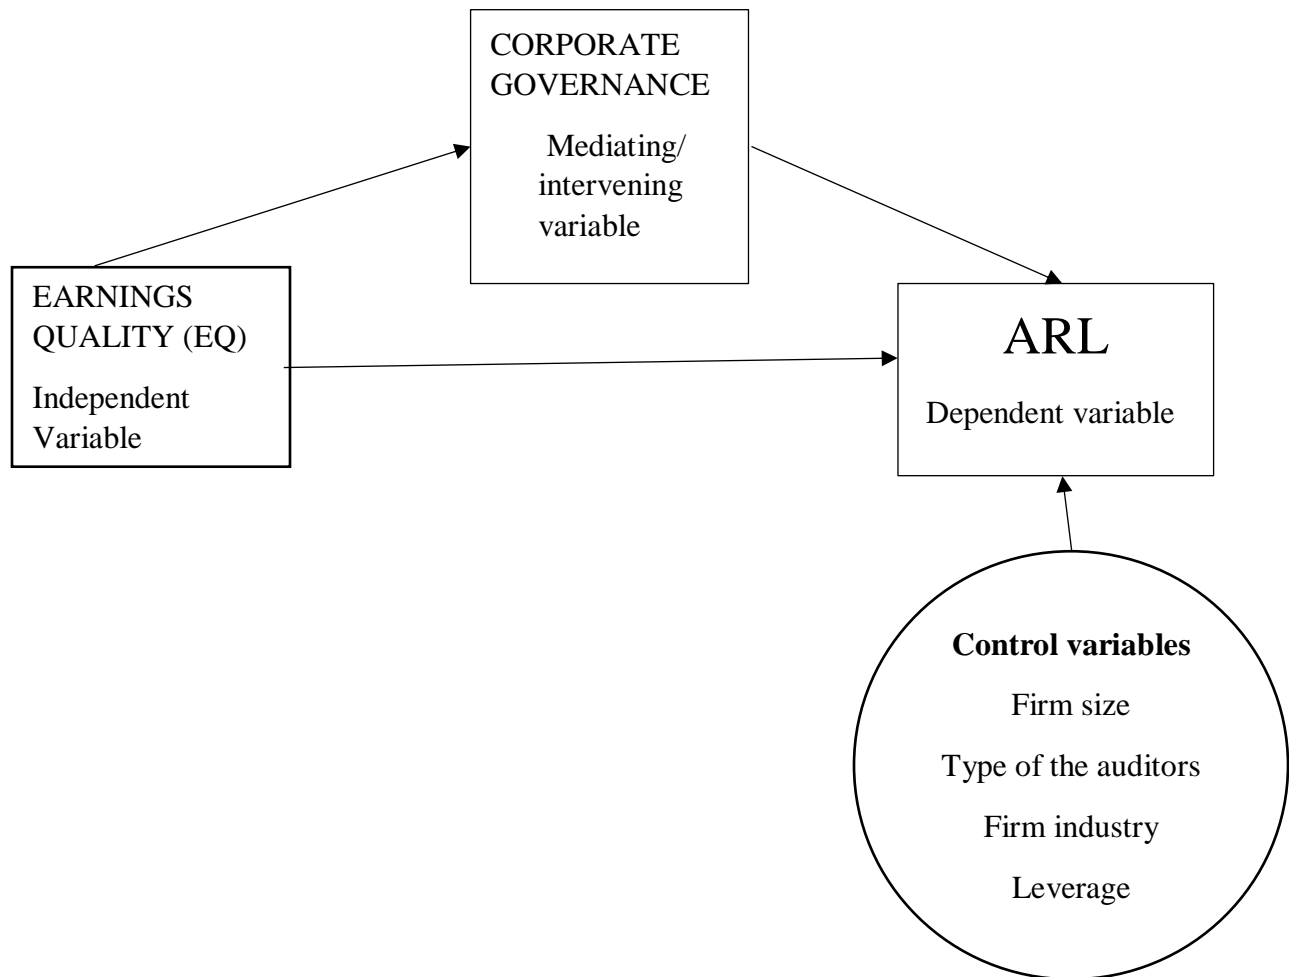 CORPORATE
GOVERNANCE
Mediating/
intervening
variable
EARNINGS
QUALITY (EQ)
Independent
Variable
ARL
Dependent variable
Control variables
Firm size
Type of the auditors
Firm industry
Leverage